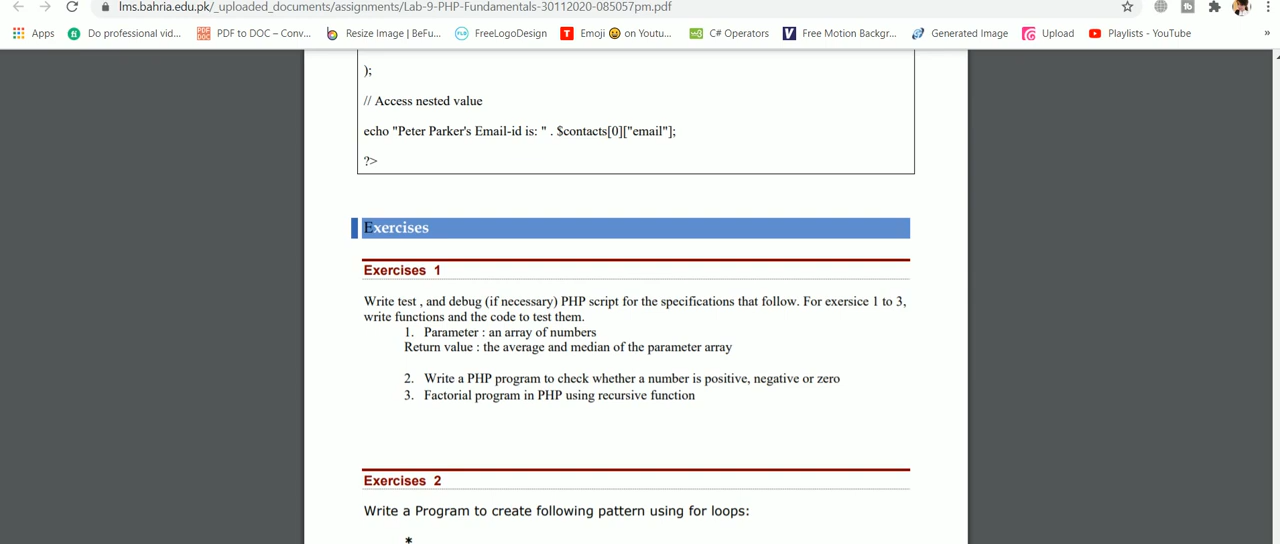 lms.bahria.edu.pk/_uploaded_documents/assignments/Lab-9-PHP-Fundamentals-30112020-085057pm.pdf
Apps Do professional vid... PDF DOC PDF to DOC – Conv... Resize Image | BeFu... FLD FreeLogoDesign T Emoji 😀 on Youtu... C# Operators V Free Motion Backgr... Generated Image Upload Playlists - YouTube »
);
// Access nested value
echo "Peter Parker's Email-id is: " . $contacts[0]["email"];
?>
Exercises
Exercises 1
Write test , and debug (if necessary) PHP script for the specifications that follow. For exersice 1 to 3,
write functions and the code to test them.
1. Parameter : an array of numbers
Return value : the average and median of the parameter array
2. Write a PHP program to check whether a number is positive, negative or zero
3. Factorial program in PHP using recursive function
Exercises 2
Write a Program to create following pattern using for loops:
*